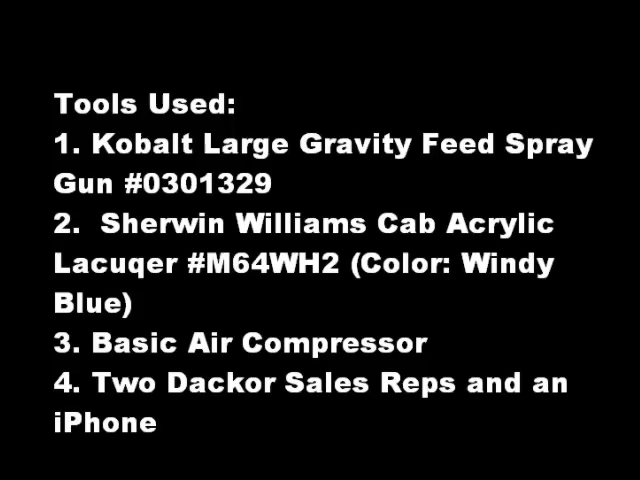 Tools Used:
1. Kobalt Large Gravity Feed Spray
Gun #0301329
2.  Sherwin Williams Cab Acrylic
Lacuqer #M64WH2 (Color: Windy
Blue)
3. Basic Air Compressor
4. Two Dackor Sales Reps and an
iPhone